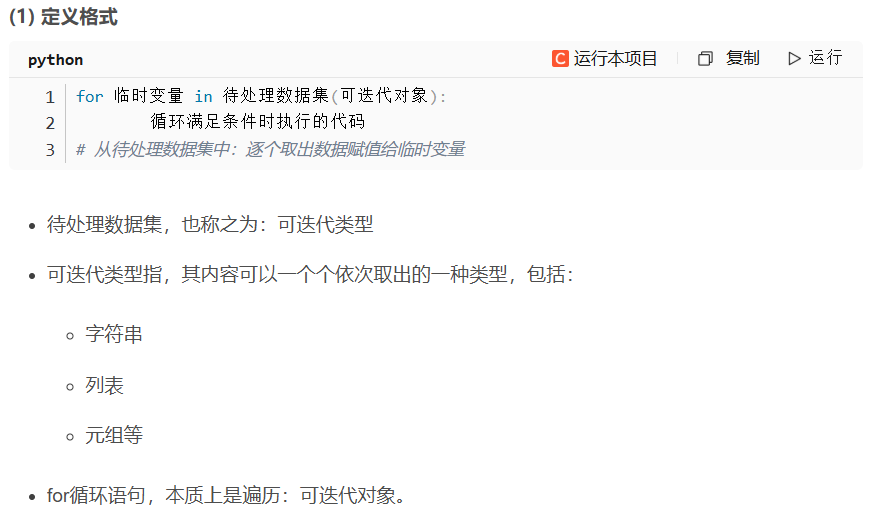 (1) 定义格式
python 运行本项目 复制 运行
1 for 临时变量 in 待处理数据集(可迭代对象):
2 循环满足条件时执行的代码
3 # 从待处理数据集中：逐个取出数据赋值给临时变量
待处理数据集，也称之为：可迭代类型
可迭代类型指，其内容可以一个个依次取出的一种类型，包括：
字符串
列表
元组等
for循环语句，本质上是遍历：可迭代对象。